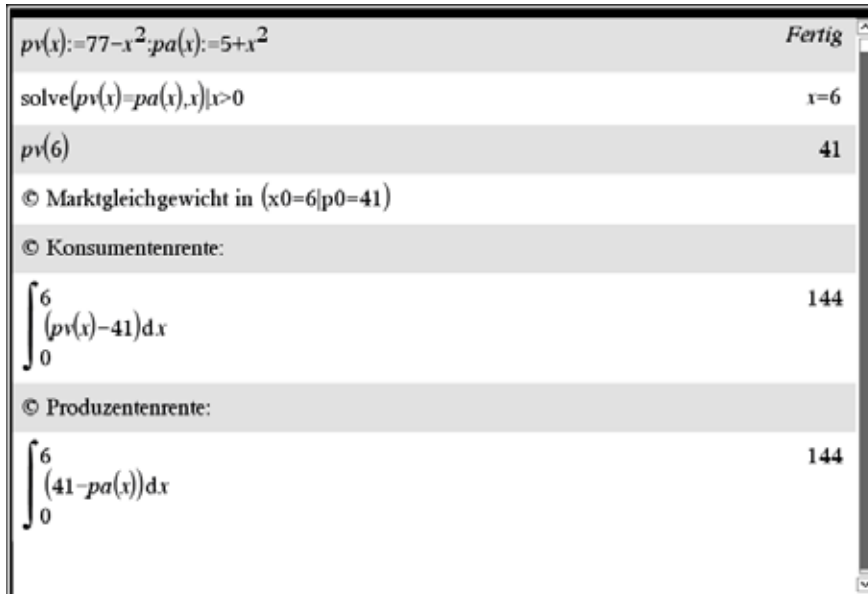 pv(x):=77-x²:pa(x):=5+x² Fertig
solve(pv(x)=pa(x),x)|x>0 x=6
pv(6) 41
© Marktgleichgewicht in (x0=6|p0=41)
© Konsumentenrente:
∫₀⁶(pv(x)-41)dx 144
© Produzentenrente:
∫₀⁶(41-pa(x))dx 144